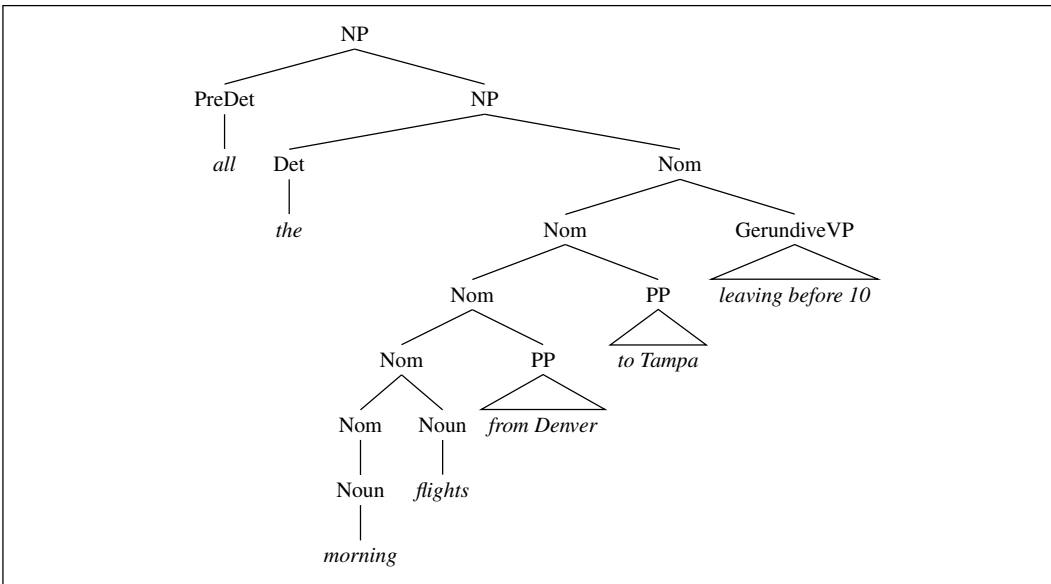 NP
PreDet NP
all Det Nom
the Nom GerundiveVP
Nom PP leaving before 10
Nom PP to Tampa
Nom Noun from Denver
Noun flights
morning